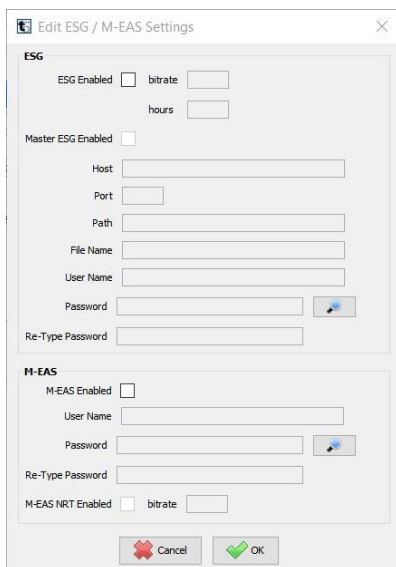 Edit ESG / M-EAS Settings
ESG
ESG Enabled bitrate
hours
Master ESG Enabled
Host
Port
Path
File Name
User Name
Password
Re-Type Password
M-EAS
M-EAS Enabled
User Name
Password
Re-Type Password
M-EAS NRT Enabled bitrate
Cancel OK